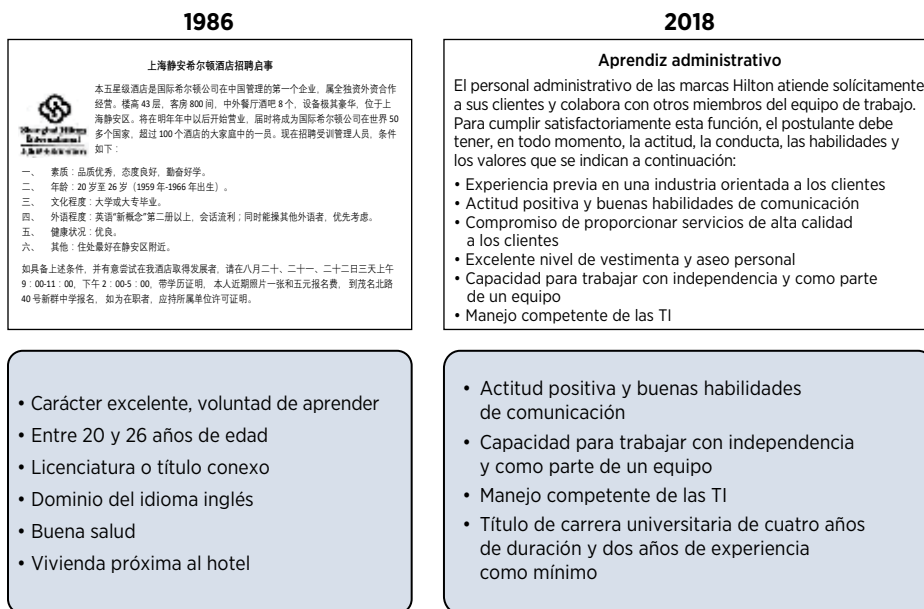 1986
上海静安希尔顿酒店招聘启事
本五星级酒店是国际希尔顿公司在中国管理的第一个企业，属全独资外资合作
经营。楼高 43 层，客房 800 间，中外餐厅酒吧 8 个，设备极其豪华，位于上
海静安区。将在明年年中以后开始营业，届时将成为国际希尔顿公司在世界 50
多个国家，超过 100 个酒店的大家庭中的一员。现在招聘受训管理人员，条件
如下：
Shanghai Hilton
International
一、 素质：品质优秀，态度良好，勤奋好学。
二、 年龄：20 岁至 26 岁（1959 年-1966 年出生）。
三、 文化程度：大学或大专毕业。
四、 外语程度：英语“新概念”第二册以上，会话流利；同时能操其他外语者，优先考虑。
五、 健康状况：优良。
六、 其他：住处最好在静安区附近。
如具备上述条件，并有意尝试在我酒店取得发展者，请在八月二十、二十一、二十二日三天上午
9：00-11：00，下午 2：00-5：00，带学历证明，本人近期照片一张和五元报名费， 到茂名北路
40 号新群中学报名， 如为在职者，应持所属单位许可证明。
• Carácter excelente, voluntad de aprender
• Entre 20 y 26 años de edad
• Licenciatura o título conexo
• Dominio del idioma inglés
• Buena salud
• Vivienda próxima al hotel
2018
Aprendiz administrativo
El personal administrativo de las marcas Hilton atiende solícitamente
a sus clientes y colabora con otros miembros del equipo de trabajo.
Para cumplir satisfactoriamente esta función, el postulante debe
tener, en todo momento, la actitud, la conducta, las habilidades y
los valores que se indican a continuación:
• Experiencia previa en una industria orientada a los clientes
• Actitud positiva y buenas habilidades de comunicación
• Compromiso de proporcionar servicios de alta calidad
a los clientes
• Excelente nivel de vestimenta y aseo personal
• Capacidad para trabajar con independencia y como parte
de un equipo
• Manejo competente de las TI
• Actitud positiva y buenas habilidades
de comunicación
• Capacidad para trabajar con independencia
y como parte de un equipo
• Manejo competente de las TI
• Título de carrera universitaria de cuatro años
de duración y dos años de experiencia
como mínimo